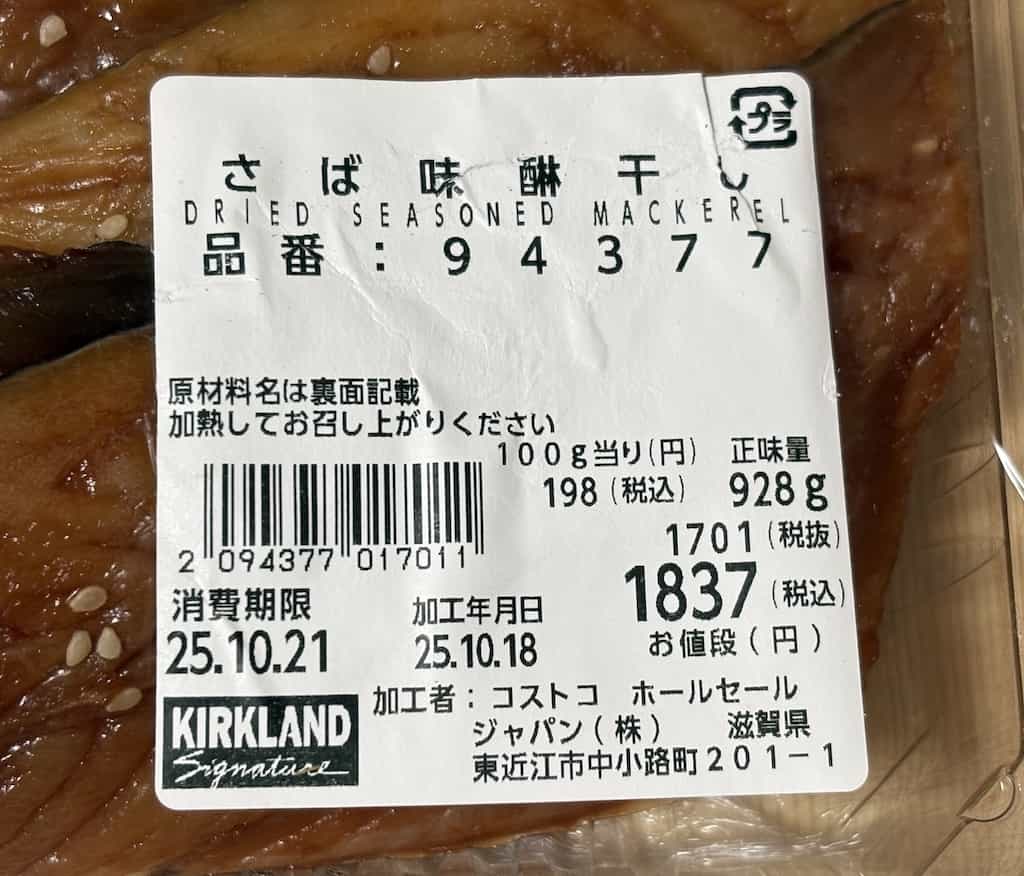 プラ
さば味醂干し
DRIED SEASONED MACKEREL
品番：94377
原材料名は裏面記載
加熱してお召し上がりください
100g当り(円) 正味量
198(税込) 928g
1701(税抜)
2 094377 017011
1837(税込)
お値段(円)
消費期限 加工年月日
25.10.21 25.10.18
KIRKLAND
Signature
加工者：コストコ ホールセール
ジャパン(株) 滋賀県
東近江市中小路町201－1